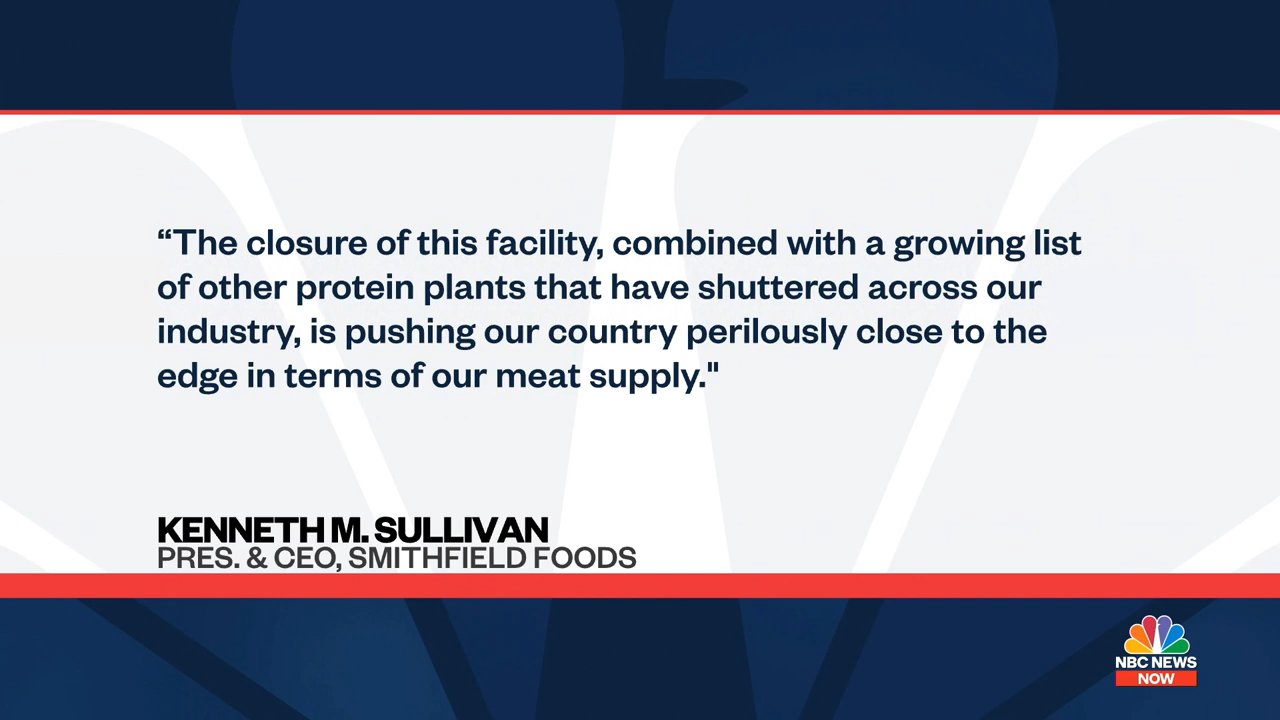 “The closure of this facility, combined with a growing list
of other protein plants that have shuttered across our
industry, is pushing our country perilously close to the
edge in terms of our meat supply."
KENNETH M. SULLIVAN
PRES. & CEO, SMITHFIELD FOODS
NBC NEWS
NOW